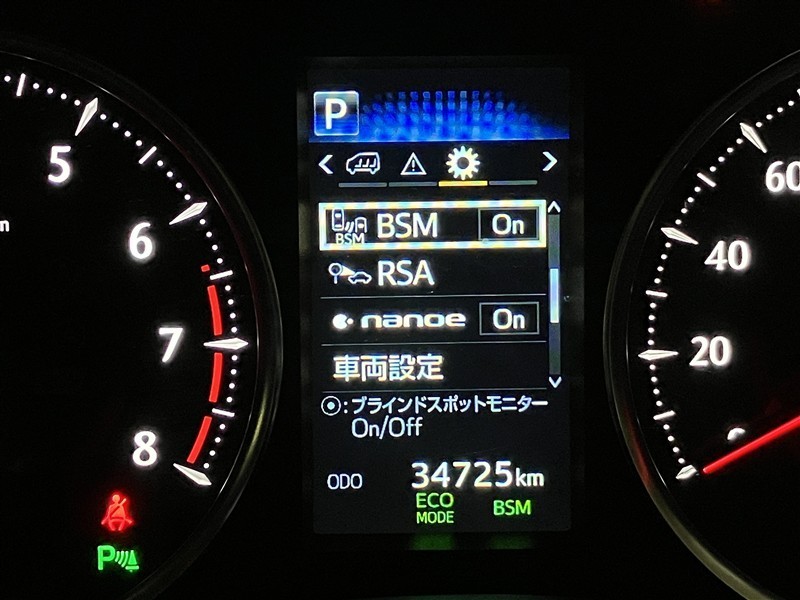 P
5
6
7
8
BSM BSM On
RSA
nanoe On
車両設定
:ブラインドスポットモニター
On/Off
ODO 34725km
ECO
MODE
BSM
P
60
40
20